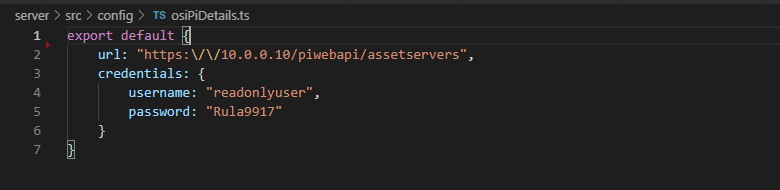 server > src > config > TS osiPiDetails.ts
1 export default {
2 url: "https:\/\/10.0.0.10/piwebapi/assetservers",
3 credentials: {
4 username: "readonlyuser",
5 password: "Rula9917"
6 }
7 }